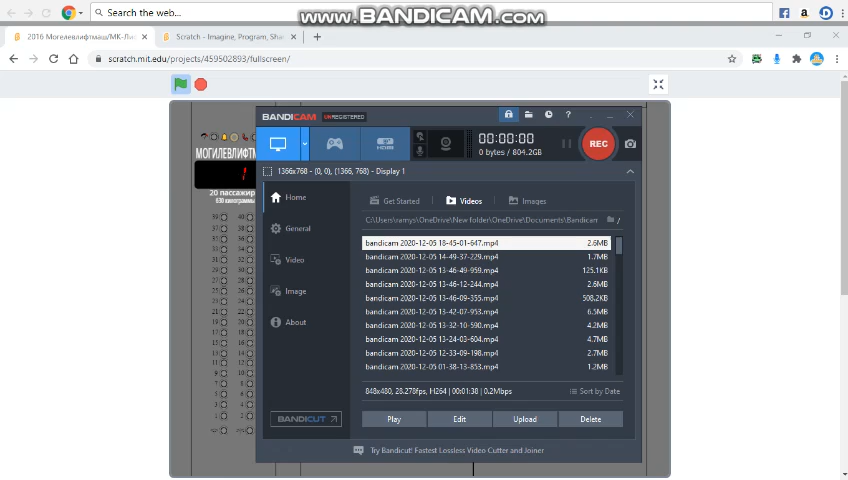 www.BANDICAM.com
Search the web...
2016 Могелевлифтмаш/МК-Ли
Scratch - Imagine, Program, Sha
scratch.mit.edu/projects/459502893/fullscreen/
BANDICAM UNREGISTERED
HDMI
00:00:00
0 bytes / 804.2GB
REC
1366x768 - (0, 0), (1366, 768) - Display 1
Home
General
Video
Image
About
BANDICUT
Get Started
Videos
Images
C:\Users\ramys\OneDrive\New folder\OneDrive\Documents\Bandicam
bandicam 2020-12-05 18-45-01-647.mp4 2.6MB
bandicam 2020-12-05 14-49-37-229.mp4 1.7MB
bandicam 2020-12-05 13-46-49-959.mp4 125.1KB
bandicam 2020-12-05 13-46-12-244.mp4 2.6MB
bandicam 2020-12-05 13-46-09-355.mp4 508.2KB
bandicam 2020-12-05 13-42-07-953.mp4 6.5MB
bandicam 2020-12-05 13-32-10-590.mp4 4.2MB
bandicam 2020-12-05 13-24-03-604.mp4 4.7MB
bandicam 2020-12-05 12-33-09-198.mp4 2.7MB
bandicam 2020-12-05 01-38-13-853.mp4 1.2MB
848x480, 28.278fps, H264 | 00:01:38 | 0.2Mbps
Sort by Date
Play
Edit
Upload
Delete
Try Bandicut! Fastest Lossless Video Cutter and Joiner
МОГИЛЕВЛИФТМ
1
20 пассажир
630 килограммы
39 40